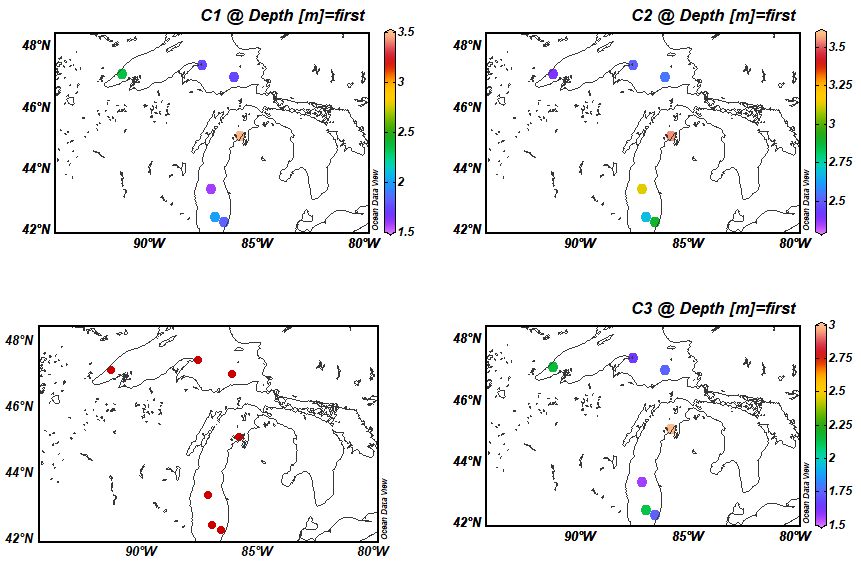 C1 @ Depth [m]=first
48°N
46°N
44°N
42°N
90°W
85°W
80°W
3.5
3
2.5
2
1.5
Ocean Data View
C2 @ Depth [m]=first
48°N
46°N
44°N
42°N
90°W
85°W
80°W
3.5
3.25
3
2.75
2.5
Ocean Data View
48°N
46°N
44°N
42°N
90°W
85°W
80°W
C3 @ Depth [m]=first
48°N
46°N
44°N
42°N
90°W
85°W
80°W
3
2.75
2.5
2.25
2
1.75
1.5
Ocean Data View